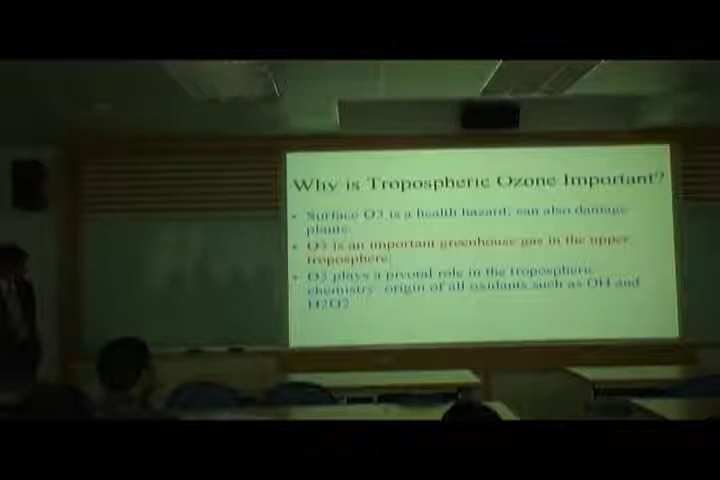 Why is Tropospheric Ozone Important?
• Surface O3 is a health hazard; can also damage
plants.
• O3 is an important greenhouse gas in the upper
troposphere
• O3 plays a pivotal role in the tropospheric
chemistry: origin of all oxidants such as OH and
H2O2